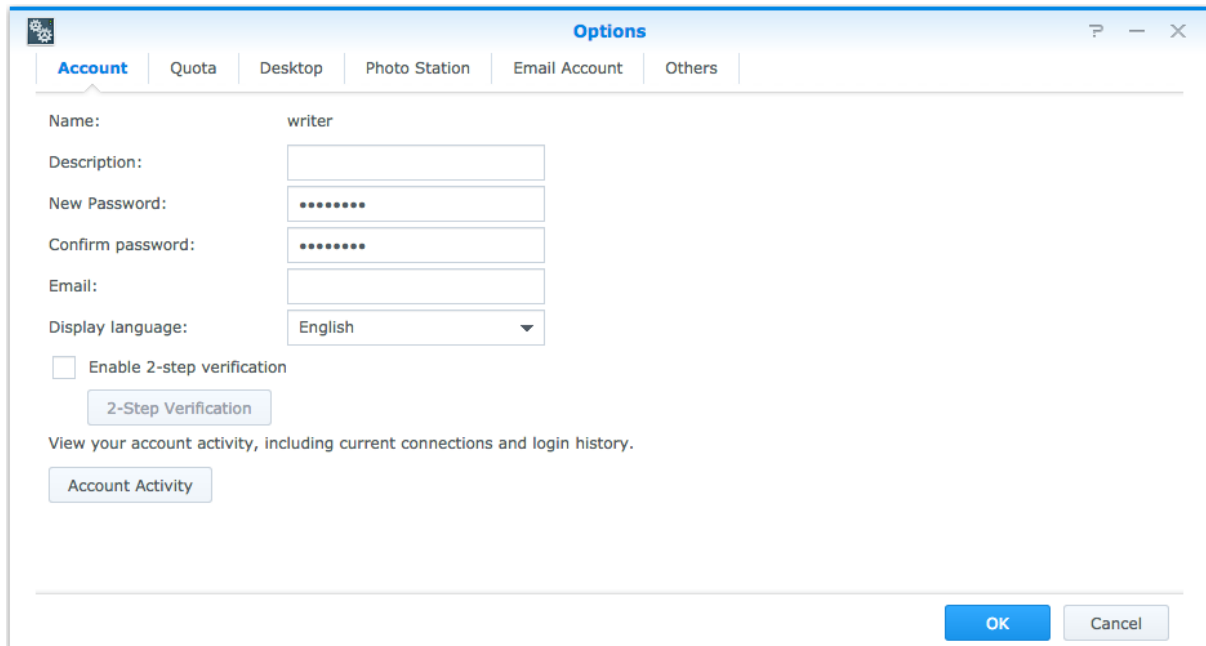 Options
Account Quota Desktop Photo Station Email Account Others
Name: writer
Description:
New Password: ••••••••
Confirm password: ••••••••
Email:
Display language: English
Enable 2-step verification
2-Step Verification
View your account activity, including current connections and login history.
Account Activity
OK Cancel